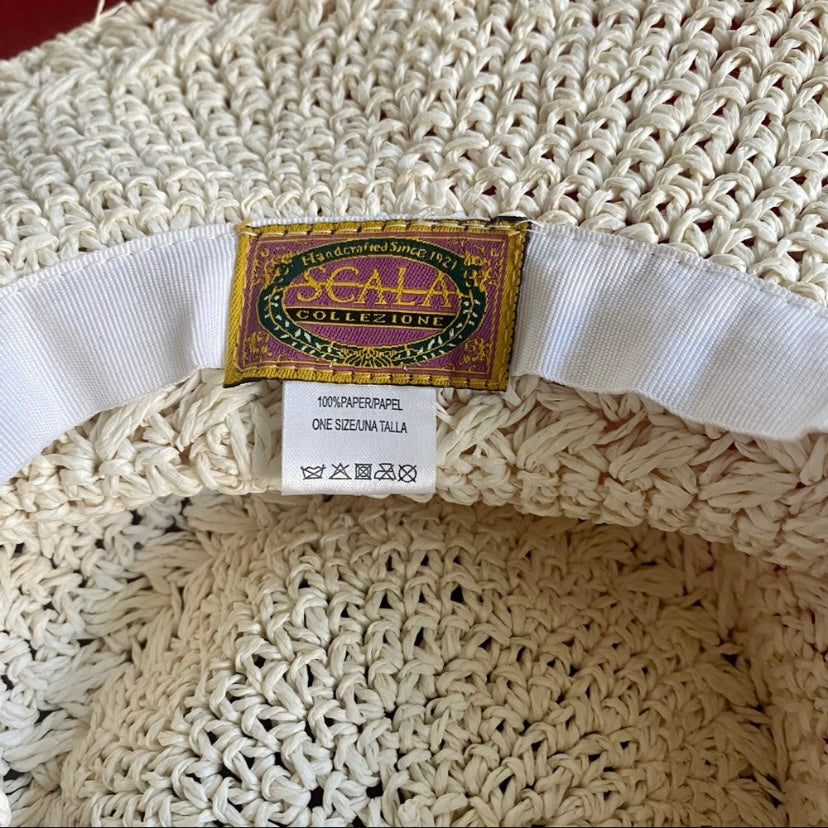 Handcrafted Since 1921
SCALA
COLLEZIONE
100%PAPER/PAPEL
ONE SIZE/UNA TALLA